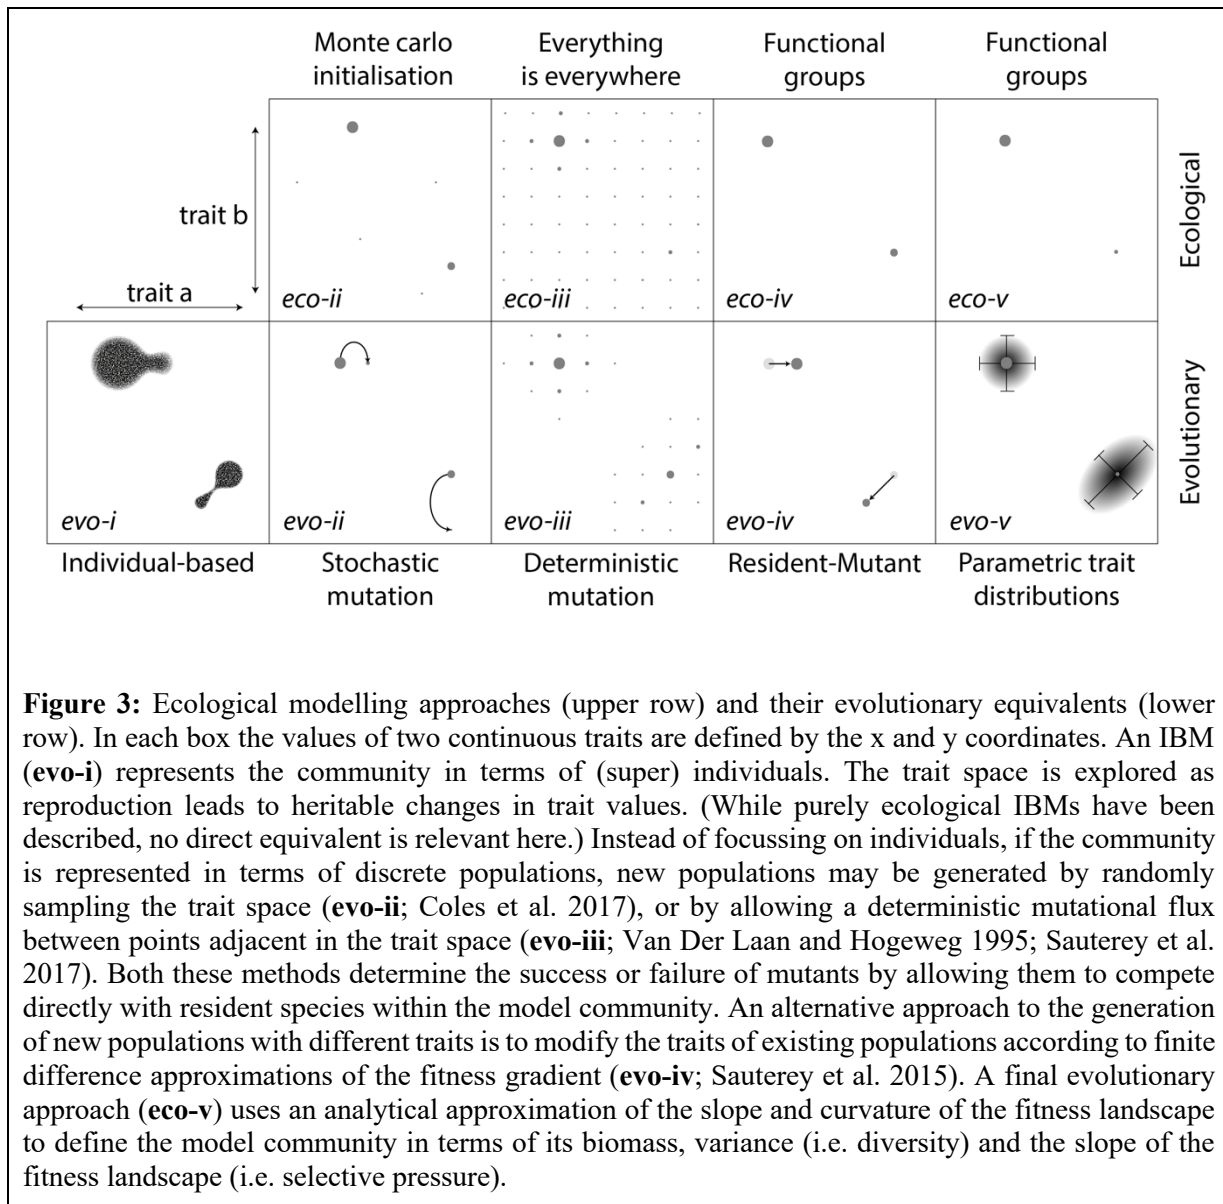 Monte carlo
initialisation
Everything
is everywhere
Functional
groups
Functional
groups
trait b
trait a
eco-ii
eco-iii
eco-iv
eco-v
Ecological
evo-i
evo-ii
evo-iii
evo-iv
evo-v
Evolutionary
Individual-based
Stochastic
mutation
Deterministic
mutation
Resident-Mutant
Parametric trait
distributions
Figure 3: Ecological modelling approaches (upper row) and their evolutionary equivalents (lower
row). In each box the values of two continuous traits are defined by the x and y coordinates. An IBM
(evo-i) represents the community in terms of (super) individuals. The trait space is explored as
reproduction leads to heritable changes in trait values. (While purely ecological IBMs have been
described, no direct equivalent is relevant here.) Instead of focussing on individuals, if the community
is represented in terms of discrete populations, new populations may be generated by randomly
sampling the trait space (evo-ii; Coles et al. 2017), or by allowing a deterministic mutational flux
between points adjacent in the trait space (evo-iii; Van Der Laan and Hogeweg 1995; Sauterey et al.
2017). Both these methods determine the success or failure of mutants by allowing them to compete
directly with resident species within the model community. An alternative approach to the generation
of new populations with different traits is to modify the traits of existing populations according to finite
difference approximations of the fitness gradient (evo-iv; Sauterey et al. 2015). A final evolutionary
approach (eco-v) uses an analytical approximation of the slope and curvature of the fitness landscape
to define the model community in terms of its biomass, variance (i.e. diversity) and the slope of the
fitness landscape (i.e. selective pressure).